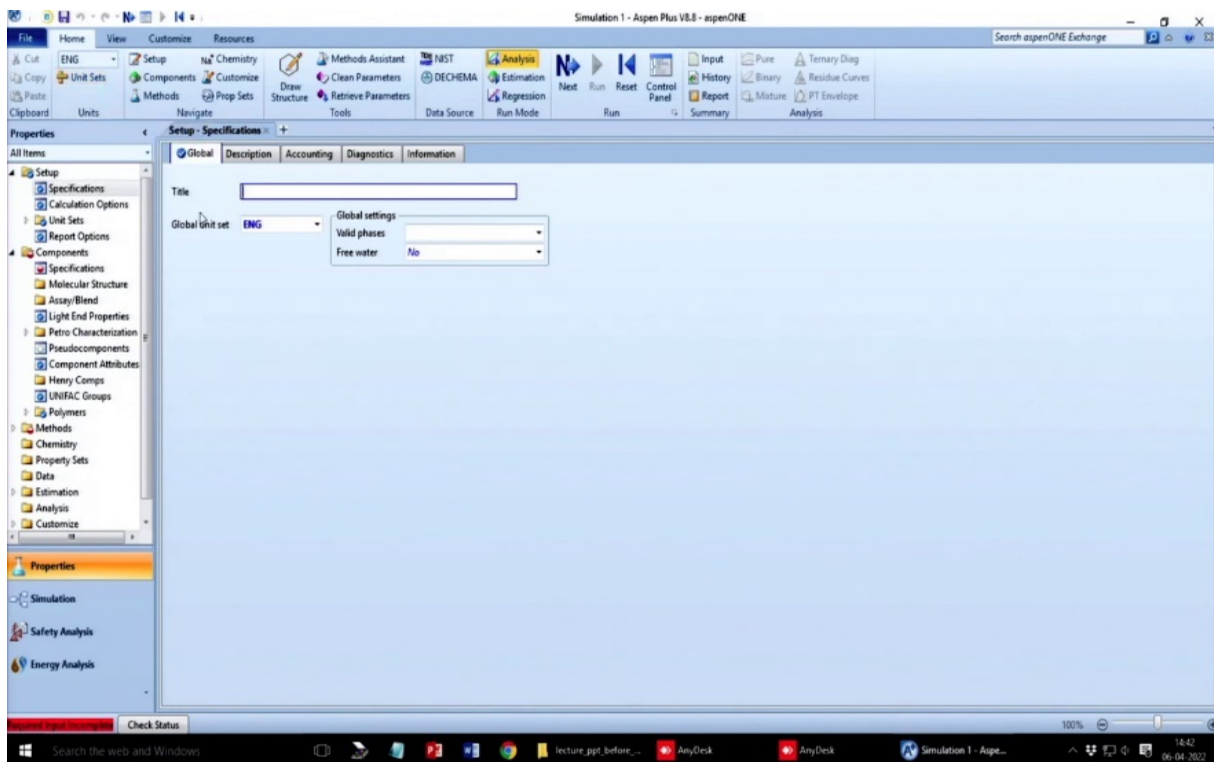 Simulation 1 - Aspen Plus V8.8 - aspenONE
File Home View Customize Resources Search aspenONE Exchange
Cut ENG Setup Na+ Chemistry Methods Assistant NIST Analysis Input Pure Ternary Diag
Copy Unit Sets Components Customize Clean Parameters DECHEMA Estimation History Binary Residue Curves
Paste Methods Prop Sets Draw Structure Retrieve Parameters Regression Next Run Reset Control Panel Report Mixture PT Envelope
Clipboard Units Navigate Tools Data Source Run Mode Run Summary Analysis
Properties
Setup - Specifications
All Items
Global Description Accounting Diagnostics Information
Setup
Specifications
Calculation Options
Unit Sets
Report Options
Components
Specifications
Molecular Structure
Assay/Blend
Light End Properties
Petro Characterization
Pseudocomponents
Component Attributes
Henry Comps
UNIFAC Groups
Polymers
Methods
Chemistry
Property Sets
Data
Estimation
Analysis
Customize
Title
Global unit set ENG
Global settings
Valid phases
Free water No
Properties
Simulation
Safety Analysis
Energy Analysis
Required Input Incomplete Check Status 100%
Search the web and Windows lecture_ppt_before_... AnyDesk AnyDesk Simulation 1 - Aspe... 14:42
06-04-2022